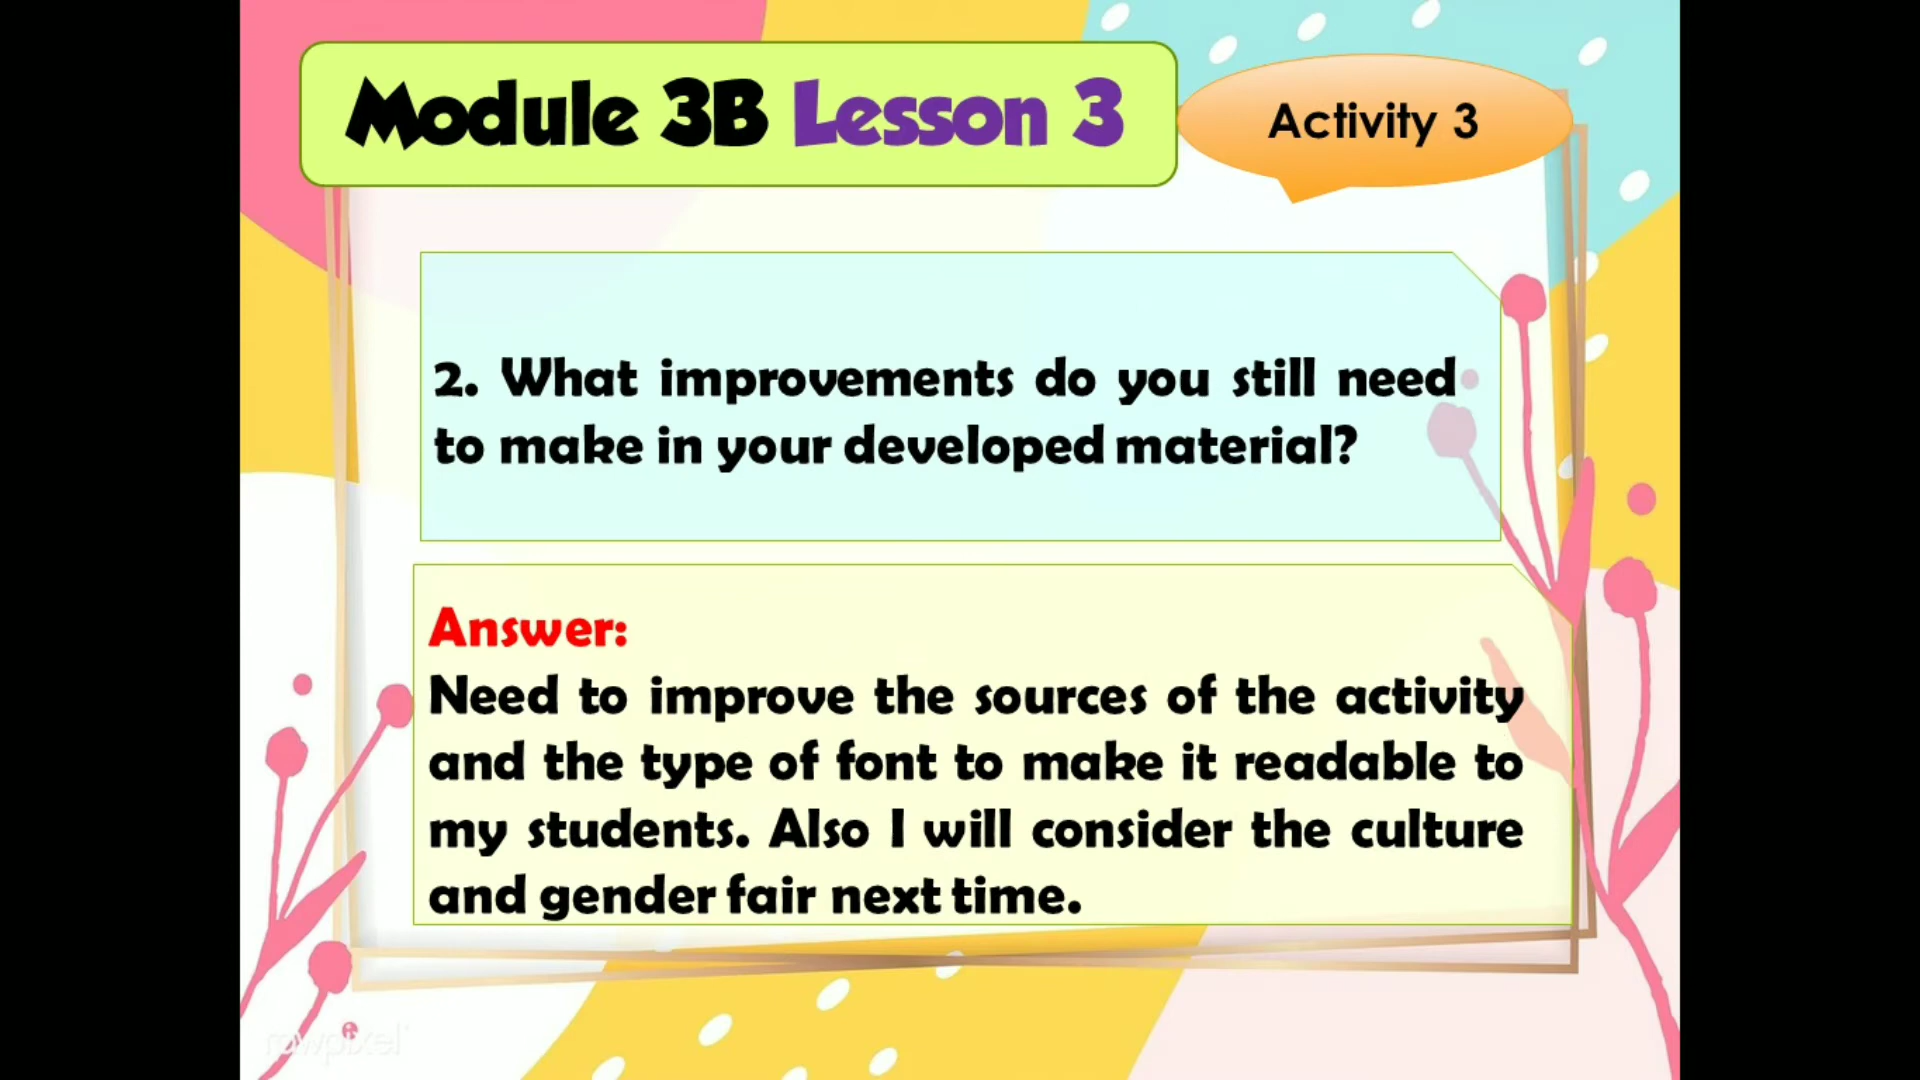 Module 3B Lesson 3
Activity 3
2. What improvements do you still need
to make in your developed material?
Answer:
Need to improve the sources of the activity
and the type of font to make it readable to
my students. Also I will consider the culture
and gender fair next time.
rawpixel